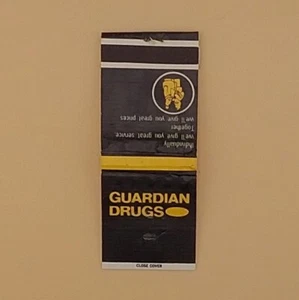 Individually
we'll give you great service.
Together
we'll give you great prices
GUARDIAN
DRUGS
CLOSE COVER